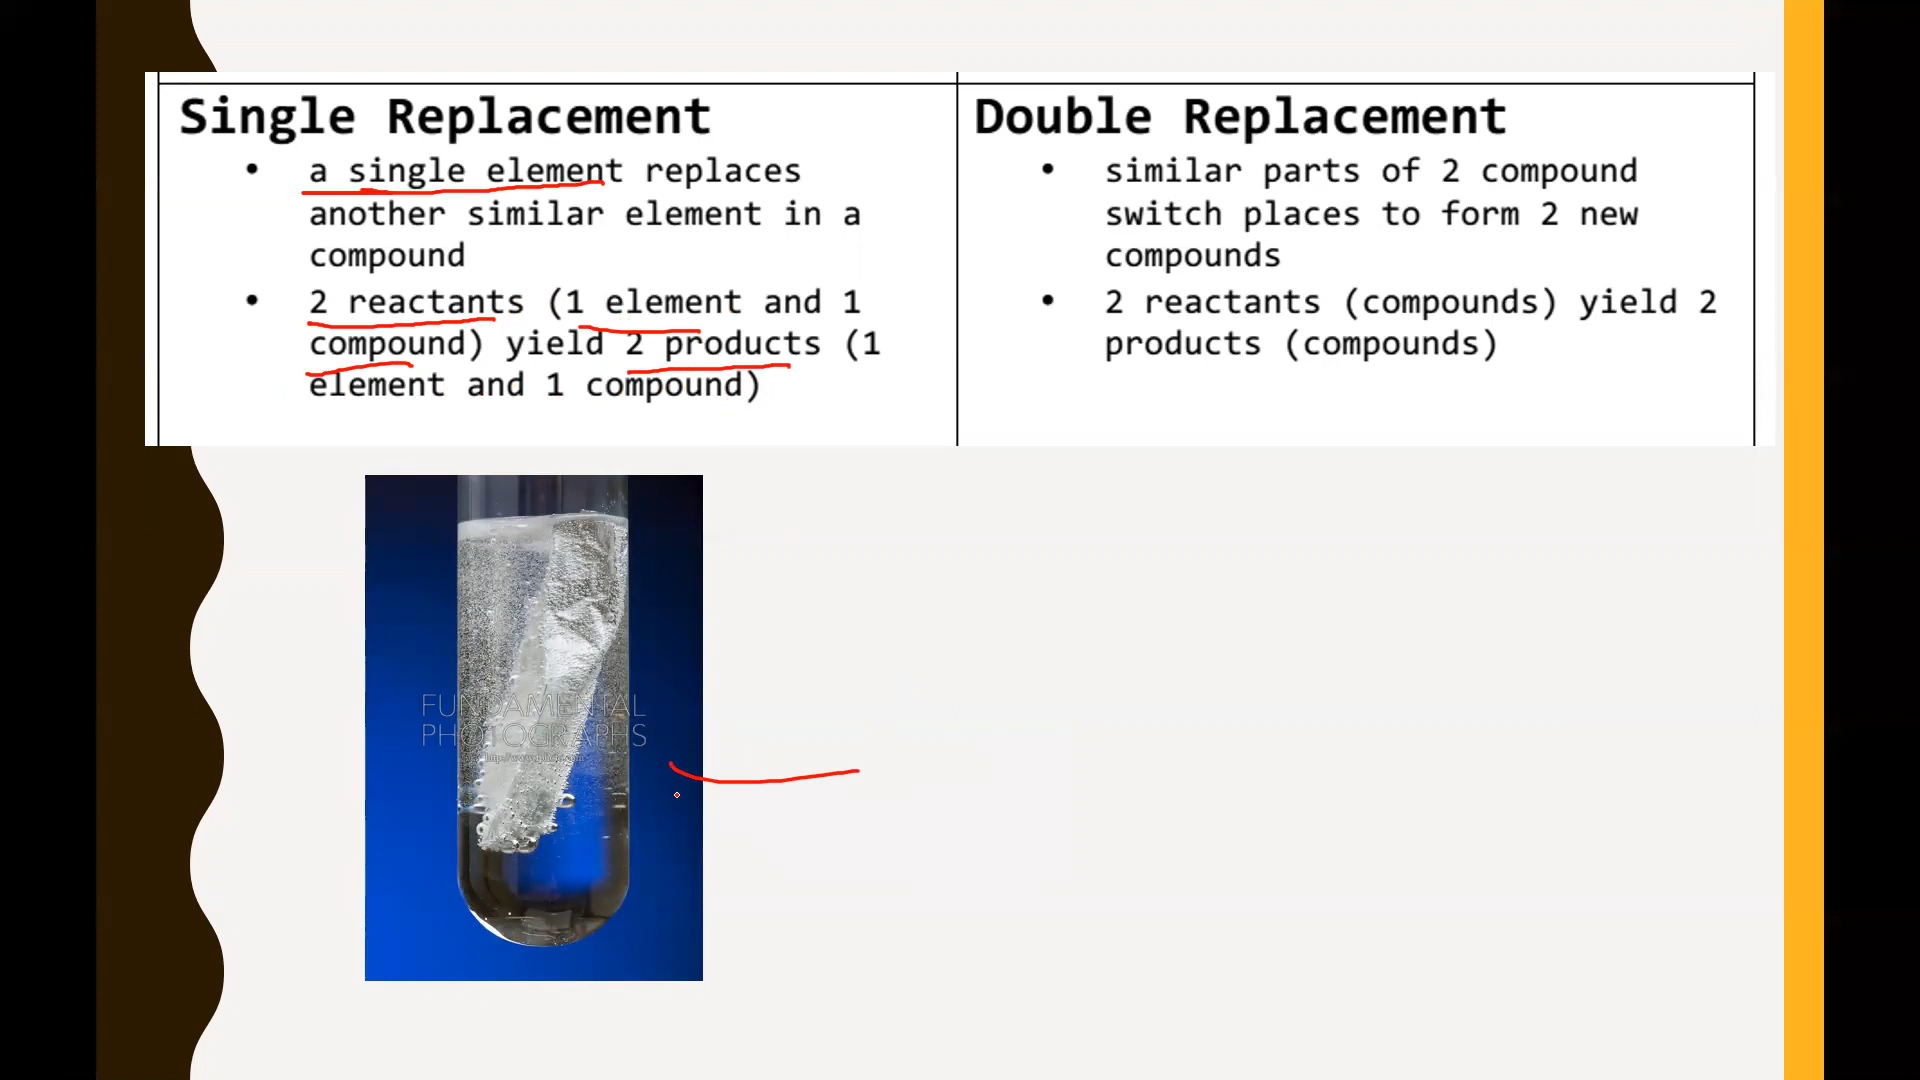 Single Replacement
• a single element replaces
another similar element in a
compound
• 2 reactants (1 element and 1
compound) yield 2 products (1
element and 1 compound)
Double Replacement
• similar parts of 2 compound
switch places to form 2 new
compounds
• 2 reactants (compounds) yield 2
products (compounds)
FUNDAMENTAL
PHOTOGRAPHS